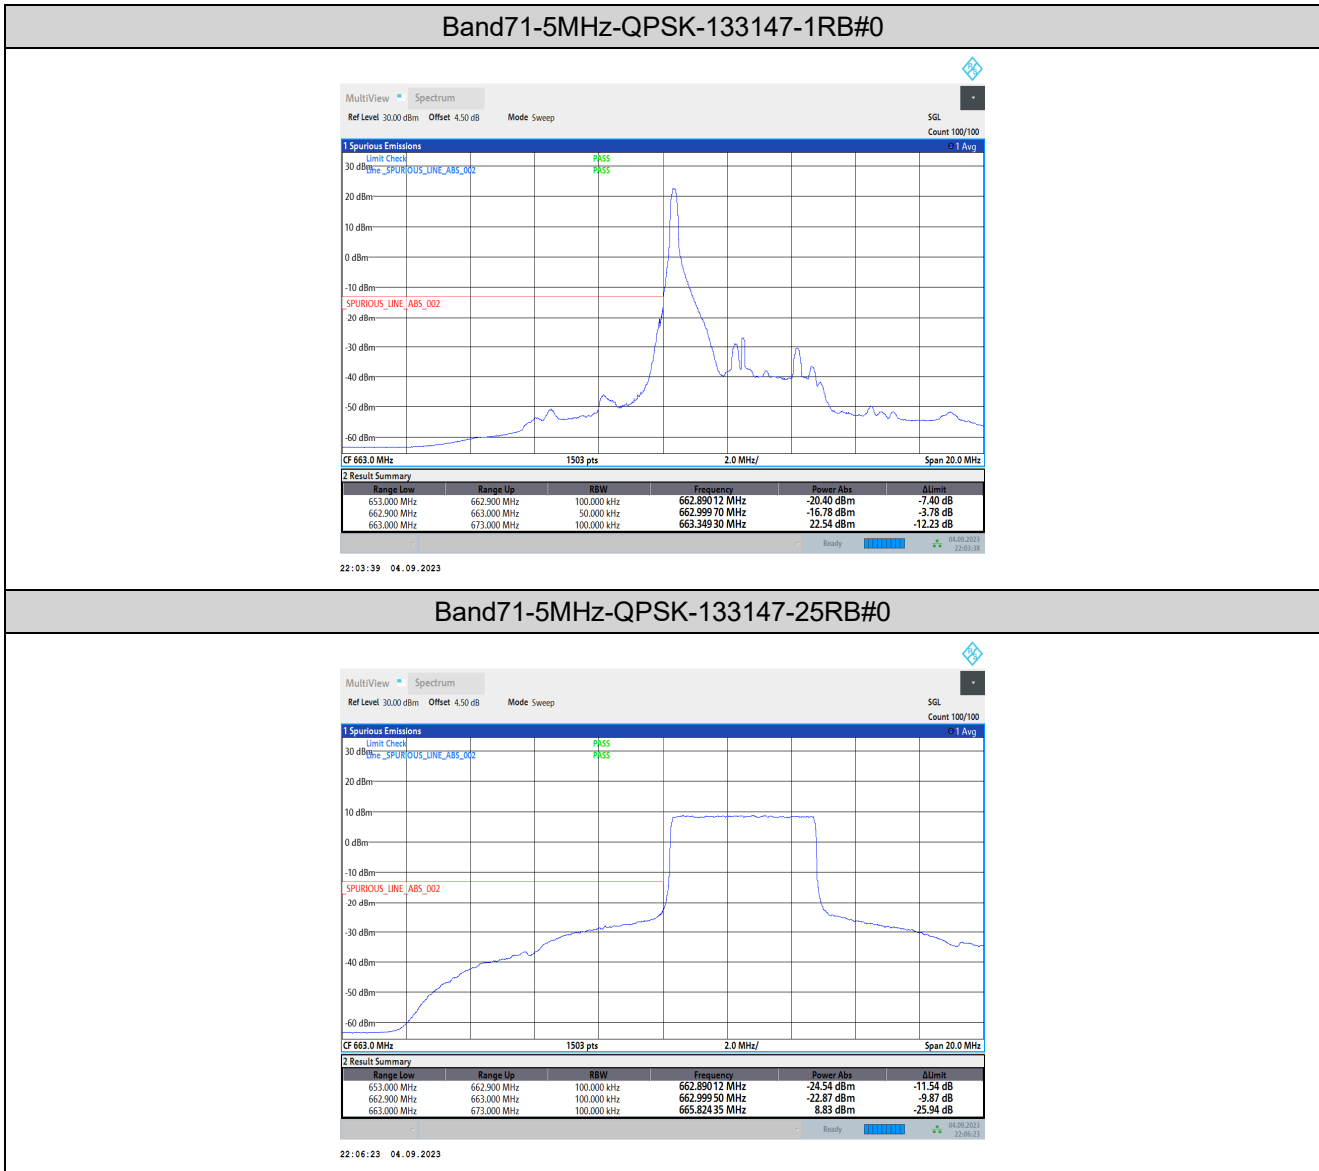 Band71-5MHz-QPSK-133147-1RB#0
MultiView Spectrum
Ref Level 30.00 dBm Offset 4.50 dB Mode Sweep SGL
Count 100/100
1 Spurious Emissions 1 Avg
Limit Check PASS
Line _SPURIOUS_LINE_ABS_002 PASS
30 dBm
20 dBm
10 dBm
0 dBm
-10 dBm
_SPURIOUS_LINE_ABS_002
-20 dBm
-30 dBm
-40 dBm
-50 dBm
-60 dBm
CF 663.0 MHz 1503 pts 2.0 MHz/ Span 20.0 MHz
2 Result Summary
Range Low Range Up RBW Frequency Power Abs ΔLimit
653.000 MHz 662.900 MHz 100.000 kHz 662.89012 MHz -20.40 dBm -7.40 dB
662.900 MHz 663.000 MHz 50.000 kHz 662.99970 MHz -16.78 dBm -3.78 dB
663.000 MHz 673.000 MHz 100.000 kHz 663.34930 MHz 22.54 dBm -12.23 dB
Ready 04.09.2023
22:03:38
22:03:39 04.09.2023
Band71-5MHz-QPSK-133147-25RB#0
MultiView Spectrum
Ref Level 30.00 dBm Offset 4.50 dB Mode Sweep SGL
Count 100/100
1 Spurious Emissions 1 Avg
Limit Check PASS
Line _SPURIOUS_LINE_ABS_002 PASS
30 dBm
20 dBm
10 dBm
0 dBm
-10 dBm
_SPURIOUS_LINE_ABS_002
-20 dBm
-30 dBm
-40 dBm
-50 dBm
-60 dBm
CF 663.0 MHz 1503 pts 2.0 MHz/ Span 20.0 MHz
2 Result Summary
Range Low Range Up RBW Frequency Power Abs ΔLimit
653.000 MHz 662.900 MHz 100.000 kHz 662.89012 MHz -24.54 dBm -11.54 dB
662.900 MHz 663.000 MHz 100.000 kHz 662.99950 MHz -22.87 dBm -9.87 dB
663.000 MHz 673.000 MHz 100.000 kHz 665.82435 MHz 8.83 dBm -25.94 dB
Ready 04.09.2023
22:06:23
22:06:23 04.09.2023